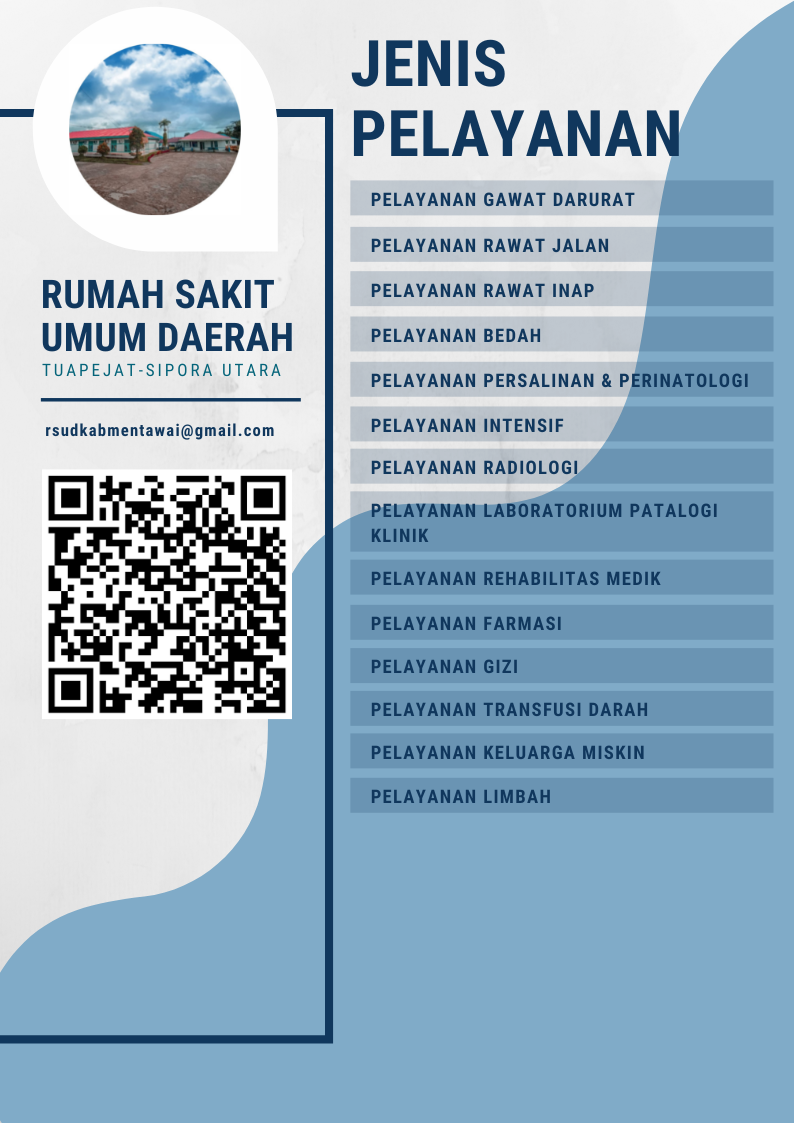 RUMAH SAKIT
UMUM DAERAH
TUAPEJAT-SIPORA UTARA
rsudkabmentawai@gmail.com
JENIS
PELAYANAN
PELAYANAN GAWAT DARURAT
PELAYANAN RAWAT JALAN
PELAYANAN RAWAT INAP
PELAYANAN BEDAH
PELAYANAN PERSALINAN & PERINATOLOGI
PELAYANAN INTENSIF
PELAYANAN RADIOLOGI
PELAYANAN LABORATORIUM PATALOGI
KLINIK
PELAYANAN REHABILITAS MEDIK
PELAYANAN FARMASI
PELAYANAN GIZI
PELAYANAN TRANSFUSI DARAH
PELAYANAN KELUARGA MISKIN
PELAYANAN LIMBAH